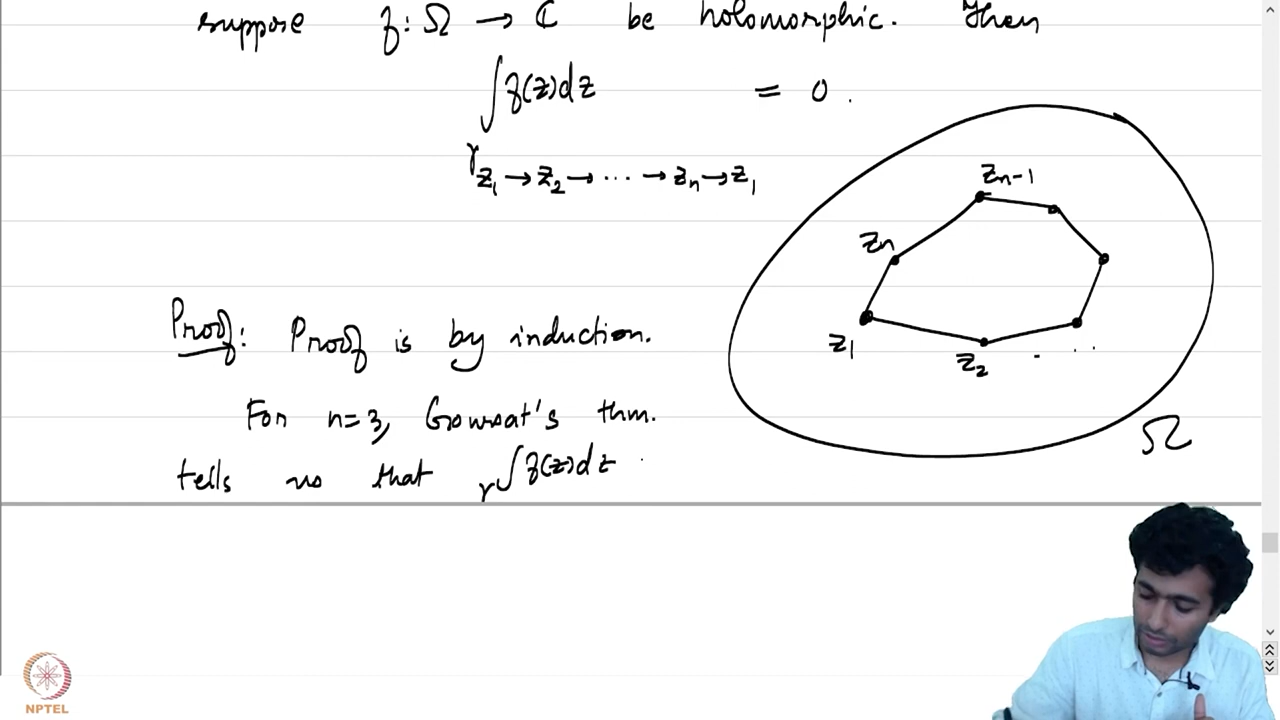 suppose f: Ω → ℂ be holomorphic. Then
∫f(z)dz = 0.
γ z₁ → z₂ → ⋯ → zₙ → z₁
zₙ₋₁
zₙ
z₁
z₂ - . . .
Ω
Proof: Proof is by induction.
For n=3, Goursat's thm.
tells us that γ∫f(z)dz
NPTEL